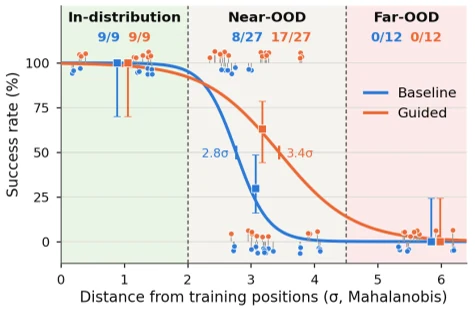 In-distribution Near-OOD Far-OOD
9/9 9/9 8/27 17/27 0/12 0/12
100
75
50
25
0
Success rate (%)
Baseline
Guided
2.8σ 3.4σ
0 1 2 3 4 5 6
Distance from training positions (σ, Mahalanobis)